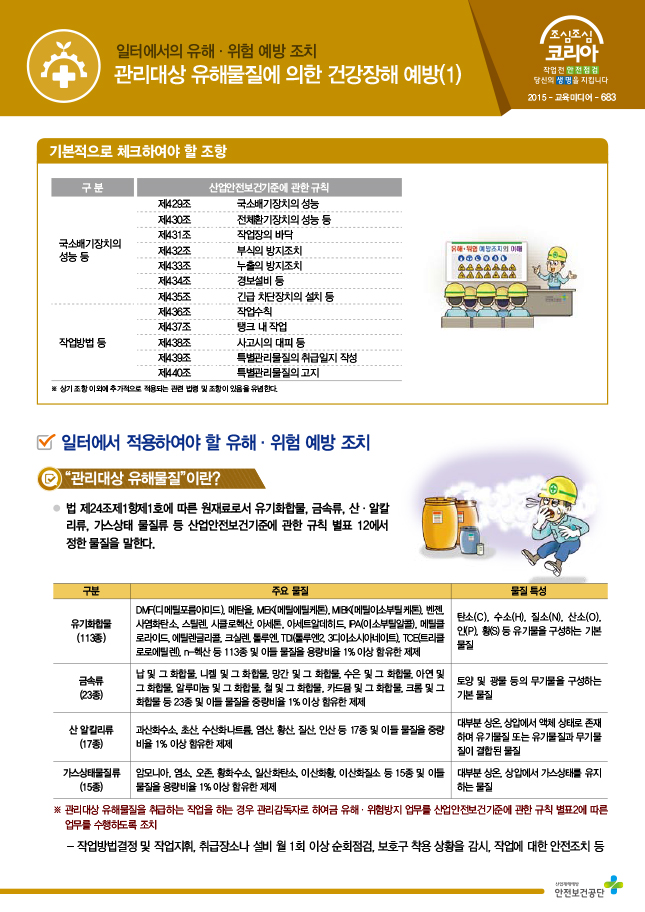 일터에서의 유해 · 위험 예방 조치
관리대상 유해물질에 의한 건강장해 예방(1)
조심조심
코리아
작업전 안전점검
당신의 생명을 지킵니다
2015 - 교육미디어 - 683
기본적으로 체크하여야 할 조항
구 분 산업안전보건기준에 관한 규칙
국소배기장치의
성능 등
제429조 국소배기장치의 성능
제430조 전체환기장치의 성능 등
제431조 작업장의 바닥
제432조 부식의 방지조치
제433조 누출의 방지조치
제434조 경보설비 등
제435조 긴급 차단장치의 설치 등
작업방법 등
제436조 작업수칙
제437조 탱크 내 작업
제438조 사고시의 대피 등
제439조 특별관리물질의 취급일지 작성
제440조 특별관리물질의 고지
※ 상기 조항 이외에 추가적으로 적용되는 관련 법령 및 조항이 있음을 유념한다.
유해·위험 예방조치의 이해
일터에서 적용하여야 할 유해 · 위험 예방 조치
“관리대상 유해물질”이란?
법 제24조제1항제1호에 따른 원재료로서 유기화합물, 금속류, 산 · 알칼
리류, 가스상태 물질류 등 산업안전보건기준에 관한 규칙 별표 12에서
정한 물질을 말한다.
구분 주요 물질 물질 특성
유기화합물
(113종)
DMF(디메틸포름아미드), 메탄올, MEK(메틸에틸케톤), MIBK(메틸이소부틸 케톤), 벤젠,
사염화탄소, 스틸렌, 시클로헥산, 아세톤, 아세트알데히드, IPA(이소부틸알콜), 메틸클
로라이드, 에틸렌글리콜, 크실렌, 톨루엔, TDI(톨루엔2, 3디이소시아네이트), TCE(트리클
로로에틸렌), n-헥산 등 113종 및 이들 물질을 용량비율 1% 이상 함유한 제제
탄소(C), 수소(H), 질소(N), 산소(O),
인(P), 황(S) 등 유기물을 구성하는 기본
물질
금속류
(23종)
납 및 그 화합물, 니켈 및 그 화합물, 망간 및 그 화합물, 수은 및 그 화합물, 아연 및
그 화합물, 알루미늄 및 그 화합물, 철 및 그 화합물, 카드뮴 및 그 화합물, 크롬 및 그
화합물 등 23종 및 이들 물질을 중량비율 1% 이상 함유한 제제
토양 및 광물 등의 무기물을 구성하는
기본 물질
산 알칼리류
(17종)
과산화수소, 초산, 수산화나트륨, 염산, 황산, 질산, 인산 등 17종 및 이들 물질을 중량
비율 1% 이상 함유한 제제
대부분 상온, 상압에서 액체 상태로 존재
하며 유기물질 또는 유기물질과 무기물
질이 결합된 물질
가스상태물질류
(15종)
암모니아, 염소, 오존, 황화수소, 일산화탄소, 이산화황, 이산화질소 등 15종 및 이들
물질을 용량비율 1% 이상 함유한 제제
대부분 상온, 상압에서 가스상태를 유지
하는 물질
※ 관리대상 유해물질을 취급하는 작업을 하는 경우 관리감독자로 하여금 유해 · 위험방지 업무를 산업안전보건기준에 관한 규칙 별표2에 따른
업무를 수행하도록 조치
- 작업방법결정 및 작업지휘, 취급장소나 설비 월 1회 이상 순회점검, 보호구 착용 상황을 감시, 작업에 대한 안전조치 등
산업재해예방
안전보건공단